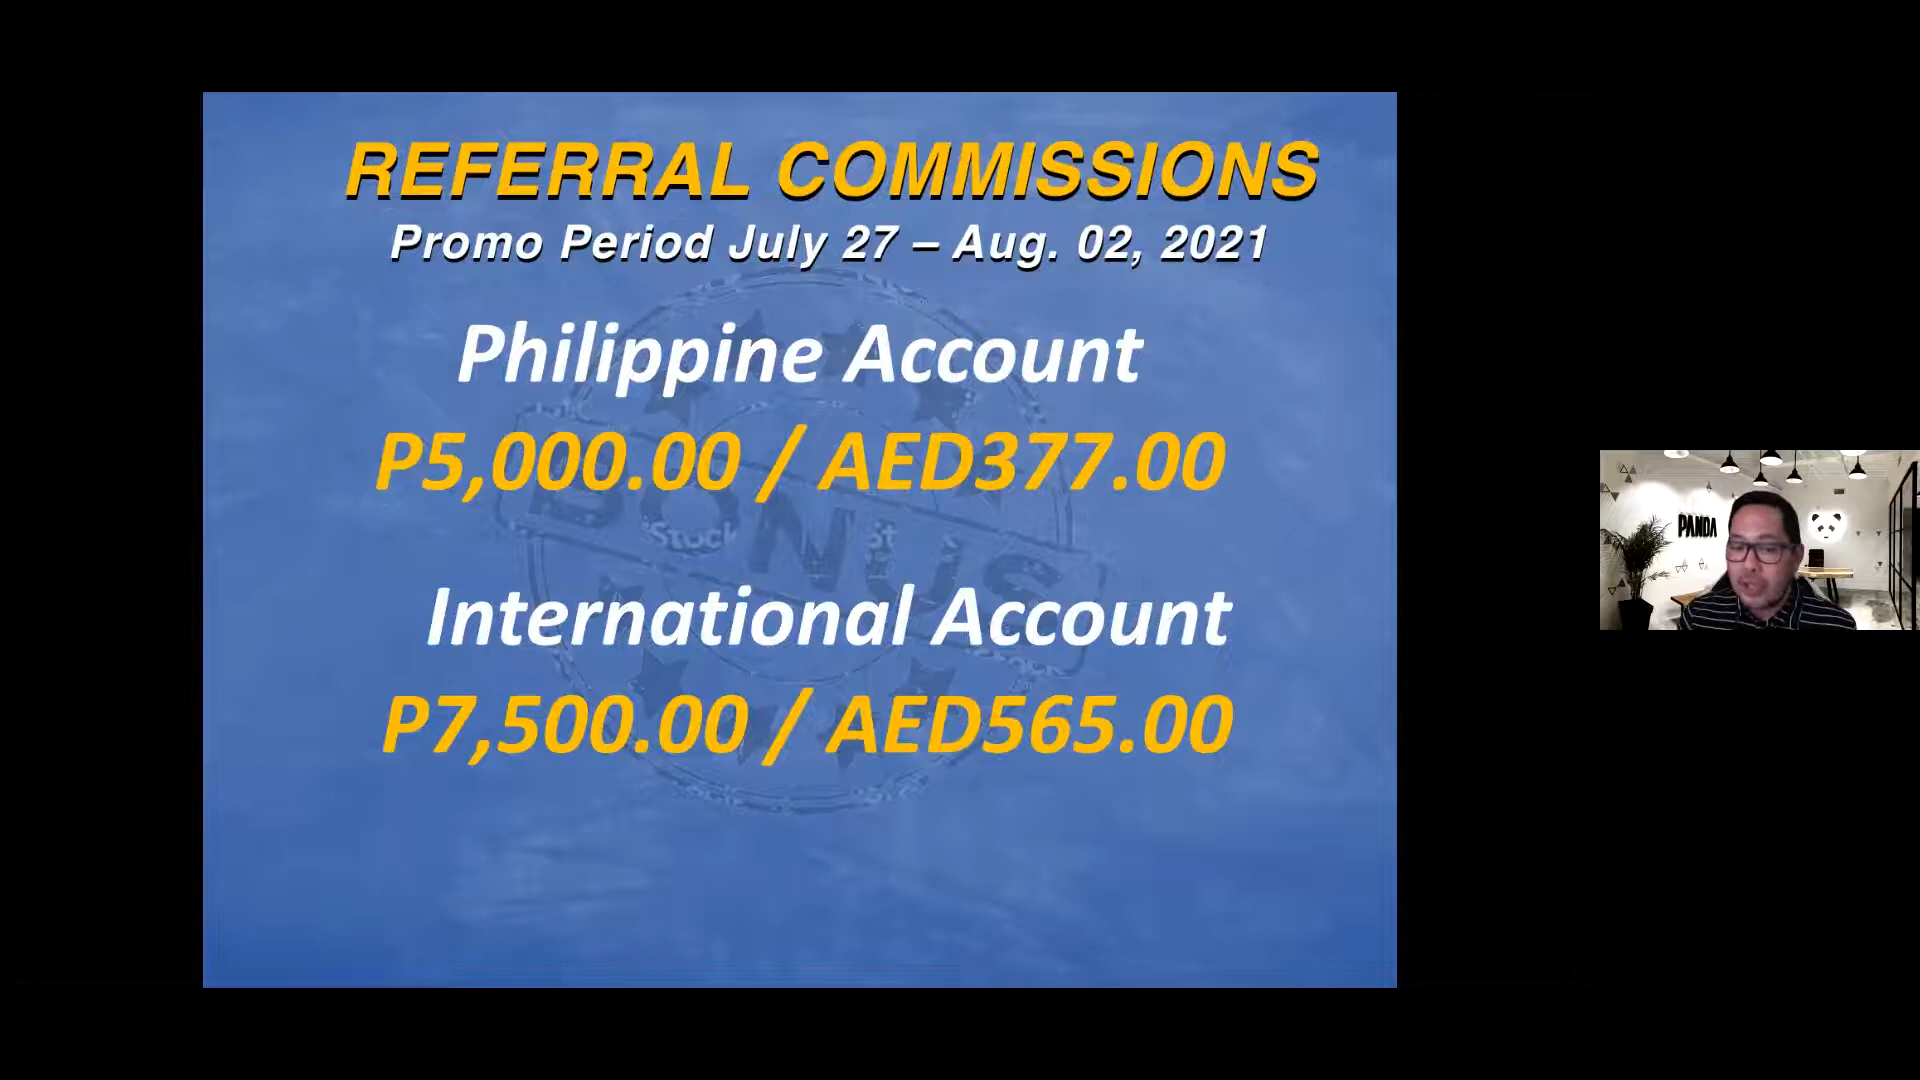 REFERRAL COMMISSIONS
Promo Period July 27 – Aug. 02, 2021
Philippine Account
P5,000.00 / AED377.00
BONUS
International Account
P7,500.00 / AED565.00
PANDA